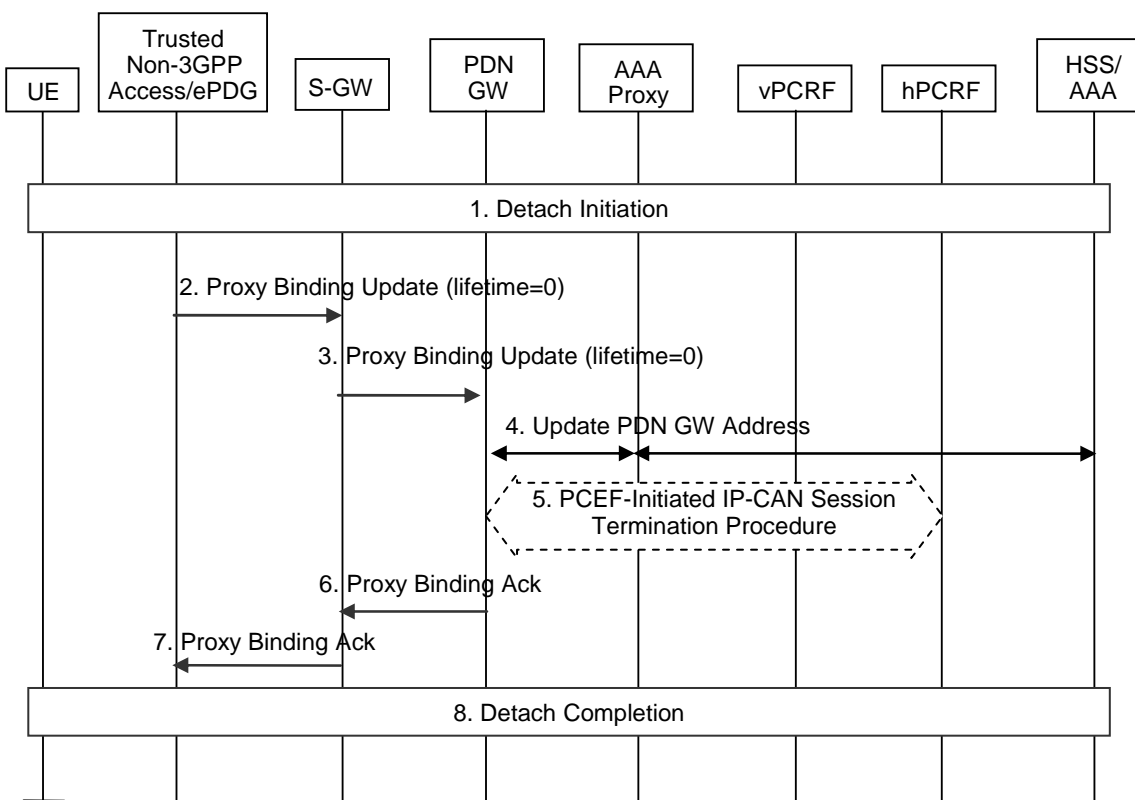 UE
Trusted
Non-3GPP
Access/ePDG
S-GW
PDN
GW
AAA
Proxy
vPCRF
hPCRF
HSS/
AAA
1. Detach Initiation
2. Proxy Binding Update (lifetime=0)
3. Proxy Binding Update (lifetime=0)
4. Update PDN GW Address
5. PCEF-Initiated IP-CAN Session
Termination Procedure
6. Proxy Binding Ack
7. Proxy Binding Ack
8. Detach Completion